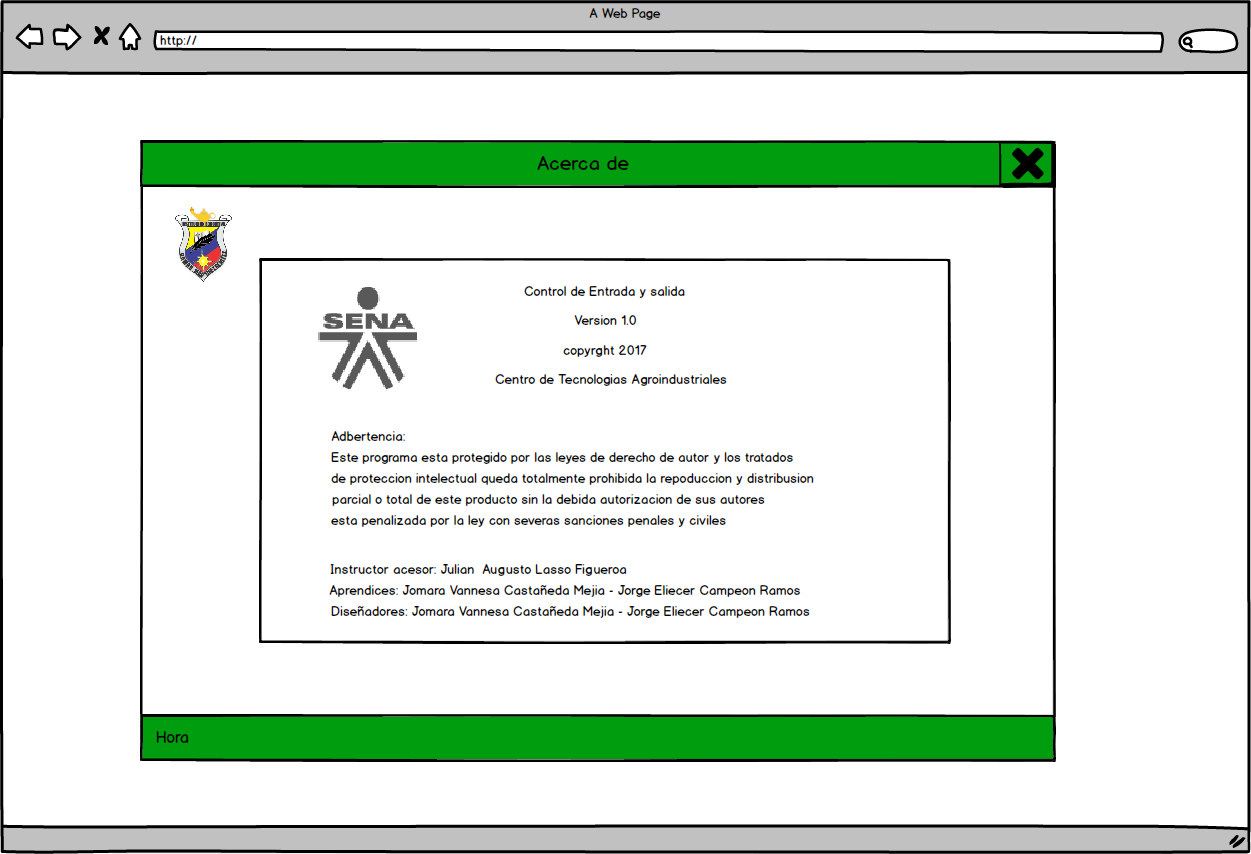 A Web Page
http://
Acerca de
SENA
Control de Entrada y salida
Version 1.0
copyrght 2017
Centro de Tecnologias Agroindustriales
Adbertencia:
Este programa esta protegido por las leyes de derecho de autor y los tratados
de proteccion intelectual queda totalmente prohibida la repoduccion y distribusion
parcial o total de este producto sin la debida autorizacion de sus autores
esta penalizada por la ley con severas sanciones penales y civiles
Instructor acesor: Julian  Augusto Lasso Figueroa
Aprendices: Jomara Vannesa Castañeda Mejia - Jorge Eliecer Campeon Ramos
Diseñadores: Jomara Vannesa Castañeda Mejia - Jorge Eliecer Campeon Ramos
Hora